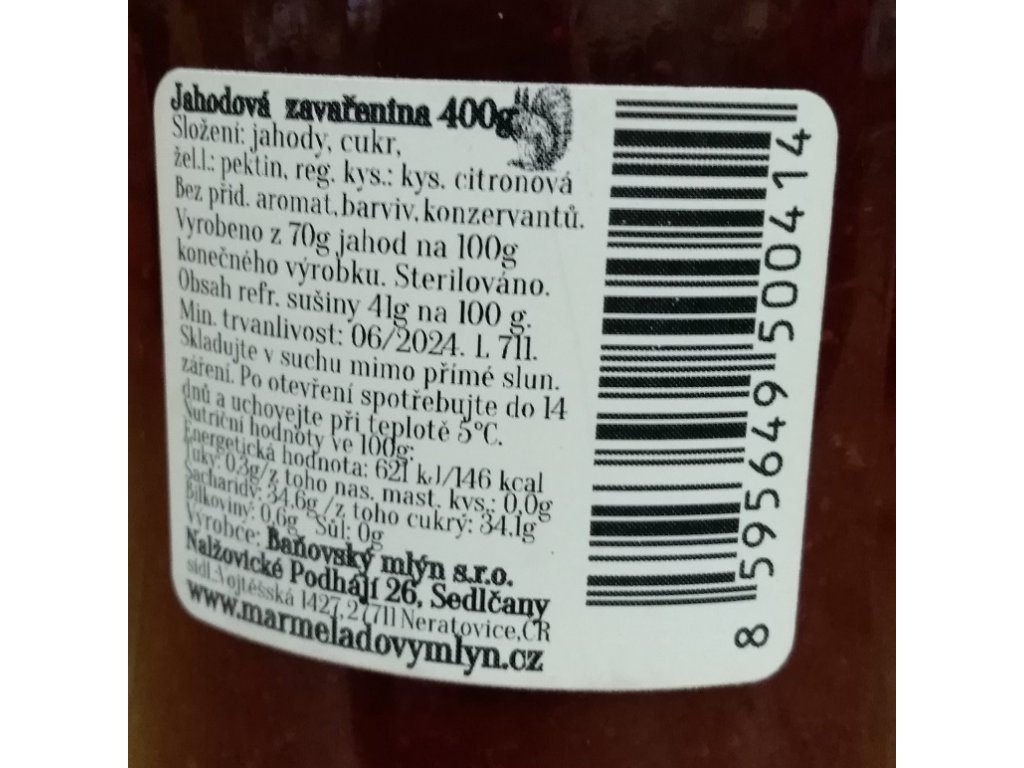 Jahodová zavařenina 400g
Složení: jahody, cukr,
žel.l.: pektin, reg. kys.: kys. citronová
Bez přid. aromat, barviv, konzervantů.
Vyrobeno z 70g jahod na 100g
konečného výrobku. Sterilováno.
Obsah refr. sušiny 41g na 100 g.
Min. trvanlivost: 06/2024. L 711.
Skladujte v suchu mimo přímé slun.
záření. Po otevření spotřebujte do 14
dnů a uchovejte při teplotě 5°C.
Nutriční hodnoty ve 100g:
Energetická hodnota: 621 kJ/146 kcal
Tuky: 0,3g/z toho nas. mast. kys.: 0,0g
Sacharidy: 34,6g /z toho cukry: 34,1g
Bílkoviny: 0,6g Sůl: 0g
Výrobce: Baňovský mlýn s.r.o.
Nalžovické Podhájí 26, Sedlčany
sídl. Vojtěšská 1427, 27711 Neratovice, ČR
www.marmeladovymlyn.cz
8 595649 500414